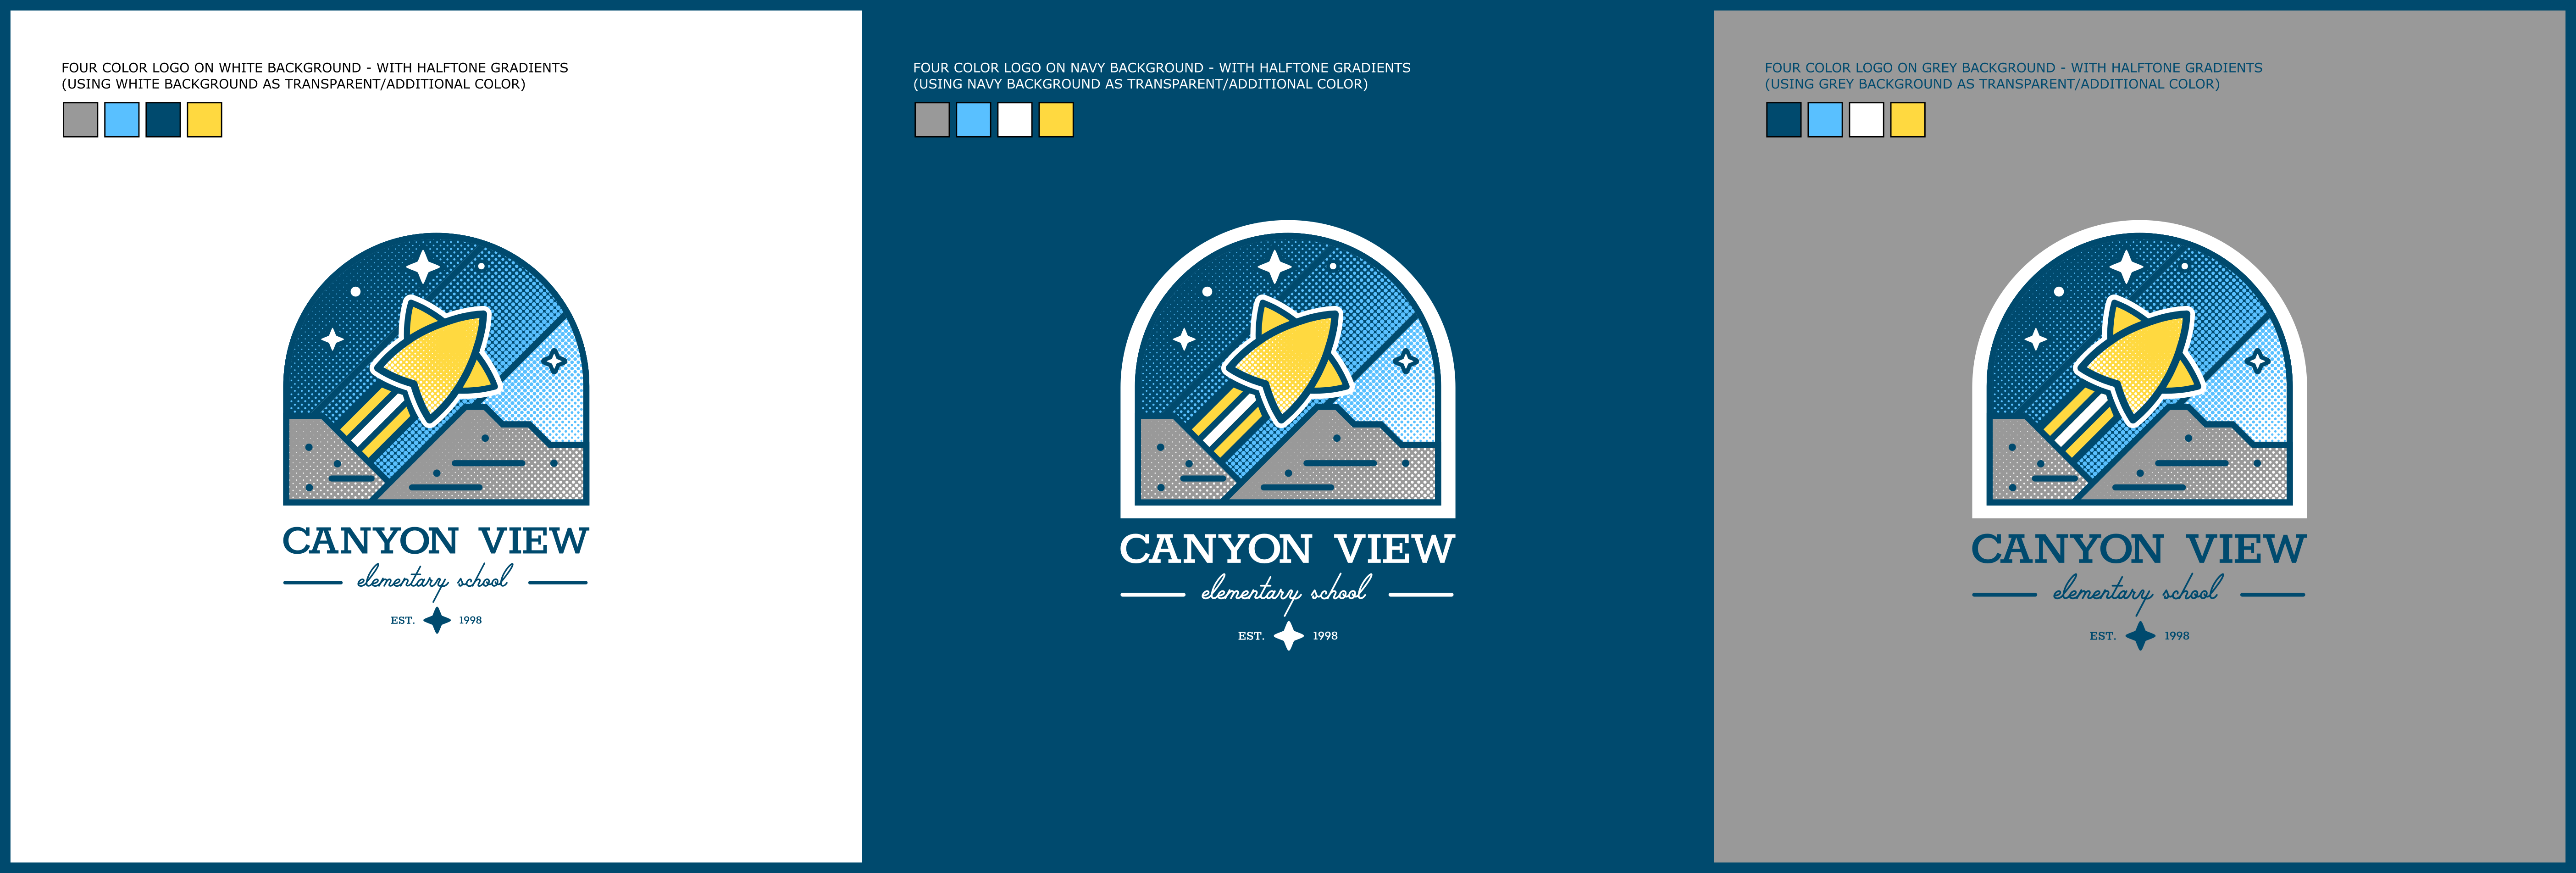 FOUR COLOR LOGO ON WHITE BACKGROUND - WITH HALFTONE GRADIENTS
(USING WHITE BACKGROUND AS TRANSPARENT/ADDITIONAL COLOR)
CANYON VIEW
elementary school
EST. 1998
FOUR COLOR LOGO ON NAVY BACKGROUND - WITH HALFTONE GRADIENTS
(USING NAVY BACKGROUND AS TRANSPARENT/ADDITIONAL COLOR)
CANYON VIEW
elementary school
EST. 1998
FOUR COLOR LOGO ON GREY BACKGROUND - WITH HALFTONE GRADIENTS
(USING GREY BACKGROUND AS TRANSPARENT/ADDITIONAL COLOR)
CANYON VIEW
elementary school
EST. 1998